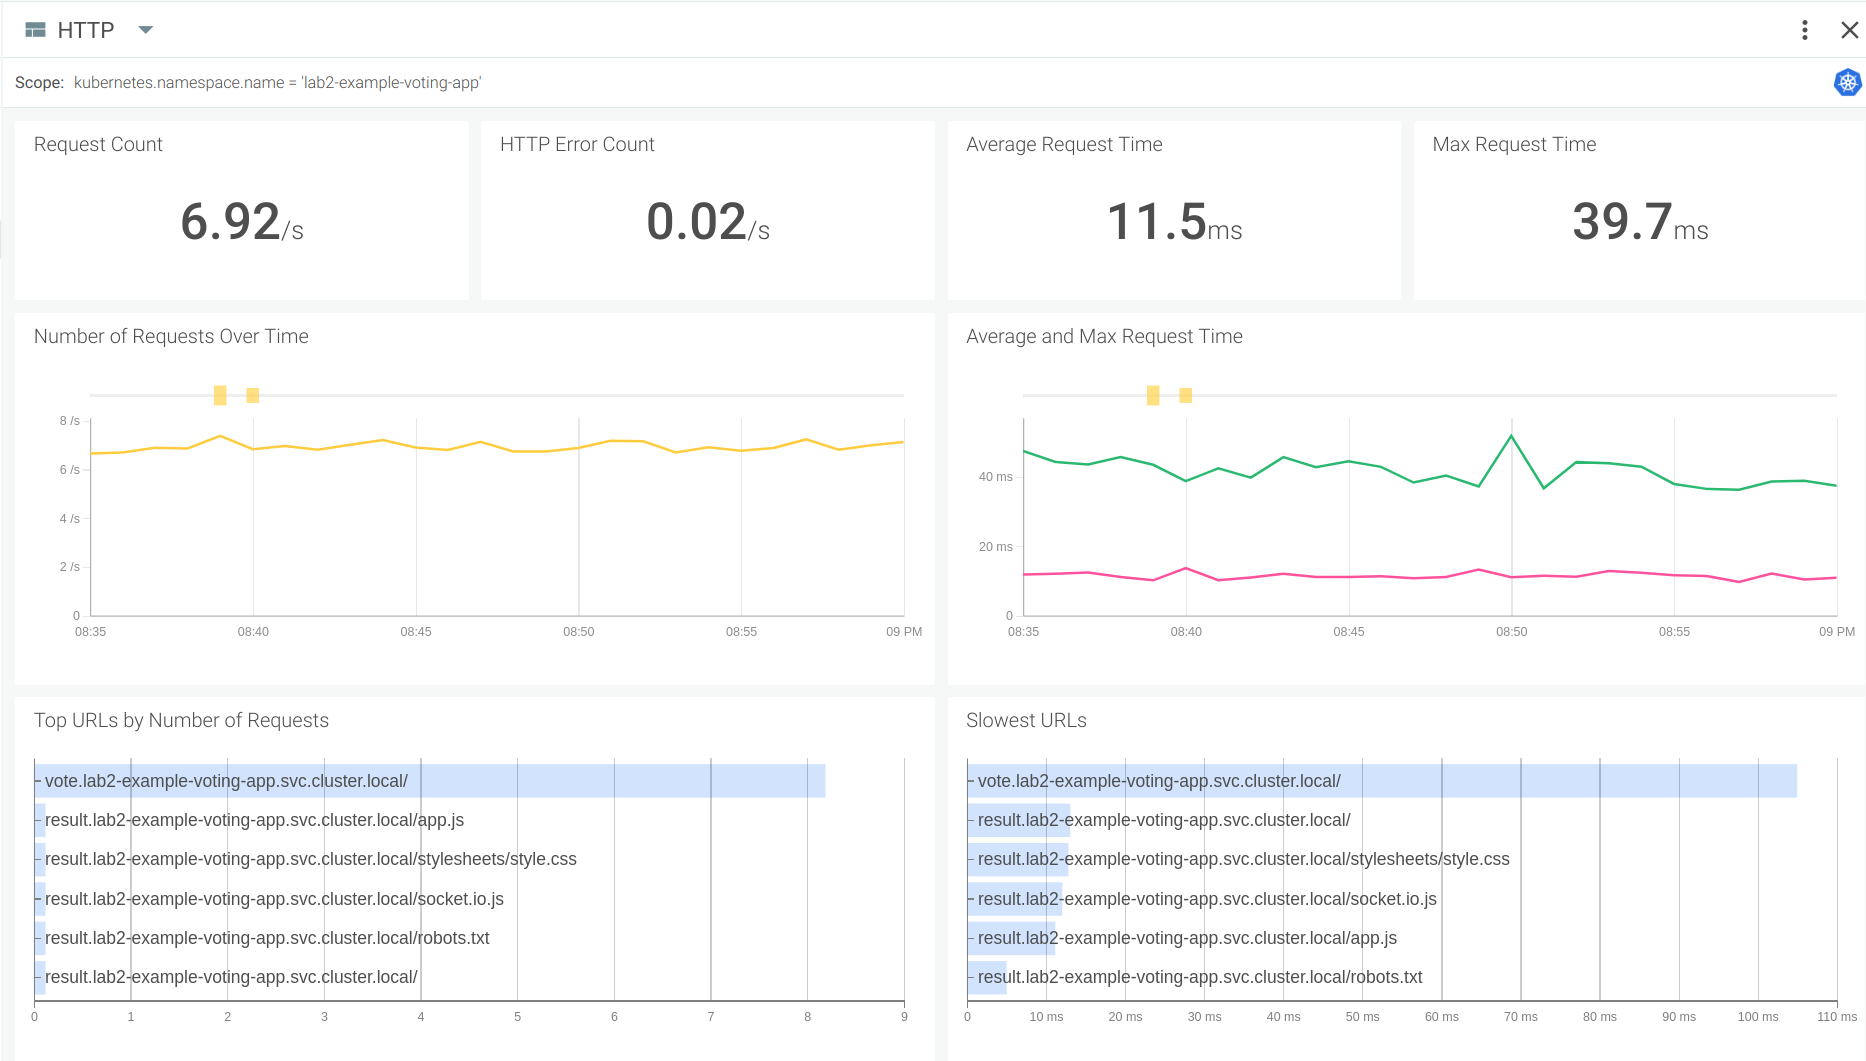 HTTP
Scope: kubernetes.namespace.name = 'lab2-example-voting-app'
Request Count
6.92/s
HTTP Error Count
0.02/s
Average Request Time
11.5ms
Max Request Time
39.7ms
Number of Requests Over Time
8 /s
6 /s
4 /s
2 /s
0
08:35 08:40 08:45 08:50 08:55 09 PM
Average and Max Request Time
40 ms
20 ms
0
08:35 08:40 08:45 08:50 08:55 09 PM
Top URLs by Number of Requests
vote.lab2-example-voting-app.svc.cluster.local/
result.lab2-example-voting-app.svc.cluster.local/app.js
result.lab2-example-voting-app.svc.cluster.local/stylesheets/style.css
result.lab2-example-voting-app.svc.cluster.local/socket.io.js
result.lab2-example-voting-app.svc.cluster.local/robots.txt
result.lab2-example-voting-app.svc.cluster.local/
0 1 2 3 4 5 6 7 8 9
Slowest URLs
vote.lab2-example-voting-app.svc.cluster.local/
result.lab2-example-voting-app.svc.cluster.local/
result.lab2-example-voting-app.svc.cluster.local/stylesheets/style.css
result.lab2-example-voting-app.svc.cluster.local/socket.io.js
result.lab2-example-voting-app.svc.cluster.local/app.js
result.lab2-example-voting-app.svc.cluster.local/robots.txt
0 10 ms 20 ms 30 ms 40 ms 50 ms 60 ms 70 ms 80 ms 90 ms 100 ms 110 ms